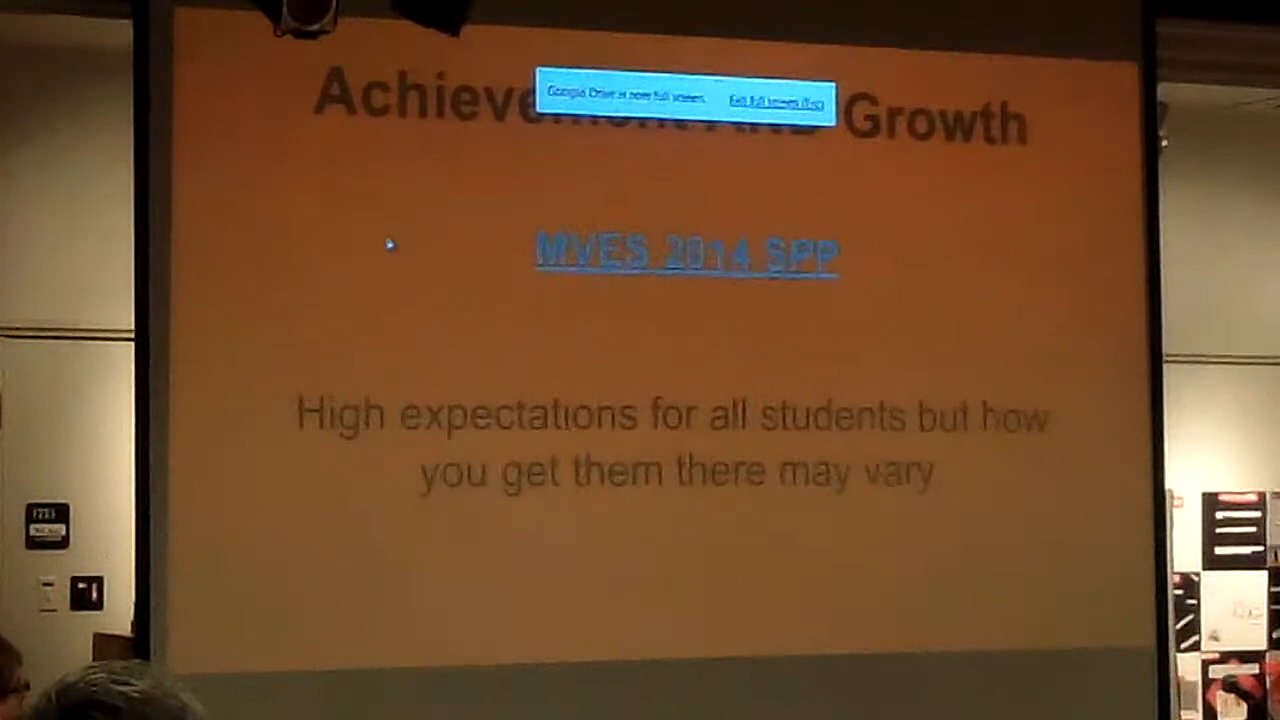 Achievement AND Growth
Google Drive is now full screen. Exit full screen (Esc)
MVES 2014 SPP
High expectations for all students but how
you get them there may vary